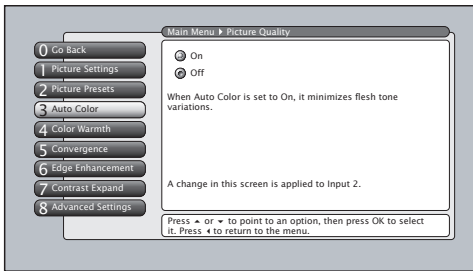 Main Menu ▸ Picture Quality
0 Go Back
1 Picture Settings
2 Picture Presets
3 Auto Color
4 Color Warmth
5 Convergence
6 Edge Enhancement
7 Contrast Expand
8 Advanced Settings
On
Off
When Auto Color is set to On, it minimizes flesh tone
variations.
A change in this screen is applied to Input 2.
Press ▴ or ▾ to point to an option, then press OK to select
it. Press ◂ to return to the menu.